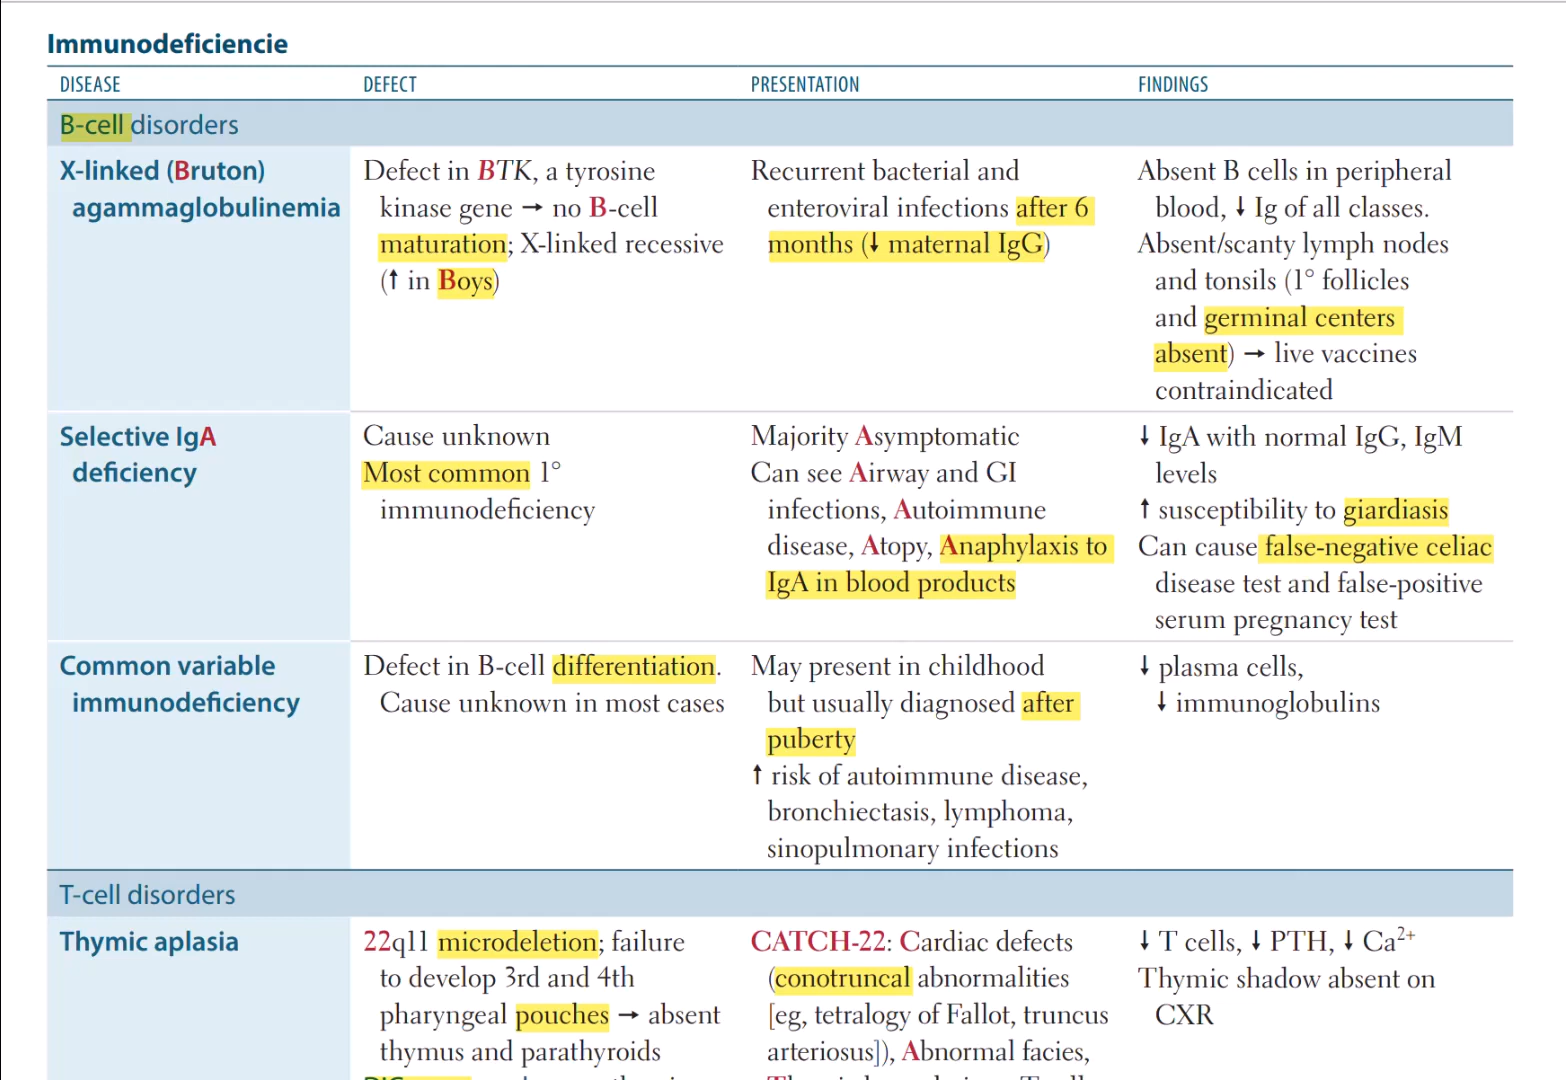 Immunodeficiencie
DISEASE DEFECT PRESENTATION FINDINGS
B-cell disorders
X-linked (Bruton)
agammaglobulinemia
Defect in BTK, a tyrosine
kinase gene → no B-cell
maturation; X-linked recessive
(↑ in Boys)
Recurrent bacterial and
enteroviral infections after 6
months (↓ maternal IgG)
Absent B cells in peripheral
blood, ↓ Ig of all classes.
Absent/scanty lymph nodes
and tonsils (1° follicles
and germinal centers
absent) → live vaccines
contraindicated
Selective IgA
deficiency
Cause unknown
Most common 1°
immunodeficiency
Majority Asymptomatic
Can see Airway and GI
infections, Autoimmune
disease, Atopy, Anaphylaxis to
IgA in blood products
↓ IgA with normal IgG, IgM
levels
↑ susceptibility to giardiasis
Can cause false-negative celiac
disease test and false-positive
serum pregnancy test
Common variable
immunodeficiency
Defect in B-cell differentiation.
Cause unknown in most cases
May present in childhood
but usually diagnosed after
puberty
↑ risk of autoimmune disease,
bronchiectasis, lymphoma,
sinopulmonary infections
↓ plasma cells,
↓ immunoglobulins
T-cell disorders
Thymic aplasia
22q11 microdeletion; failure
to develop 3rd and 4th
pharyngeal pouches → absent
thymus and parathyroids
CATCH-22: Cardiac defects
(conotruncal abnormalities
[eg, tetralogy of Fallot, truncus
arteriosus]), Abnormal facies,
↓ T cells, ↓ PTH, ↓ Ca²⁺
Thymic shadow absent on
CXR